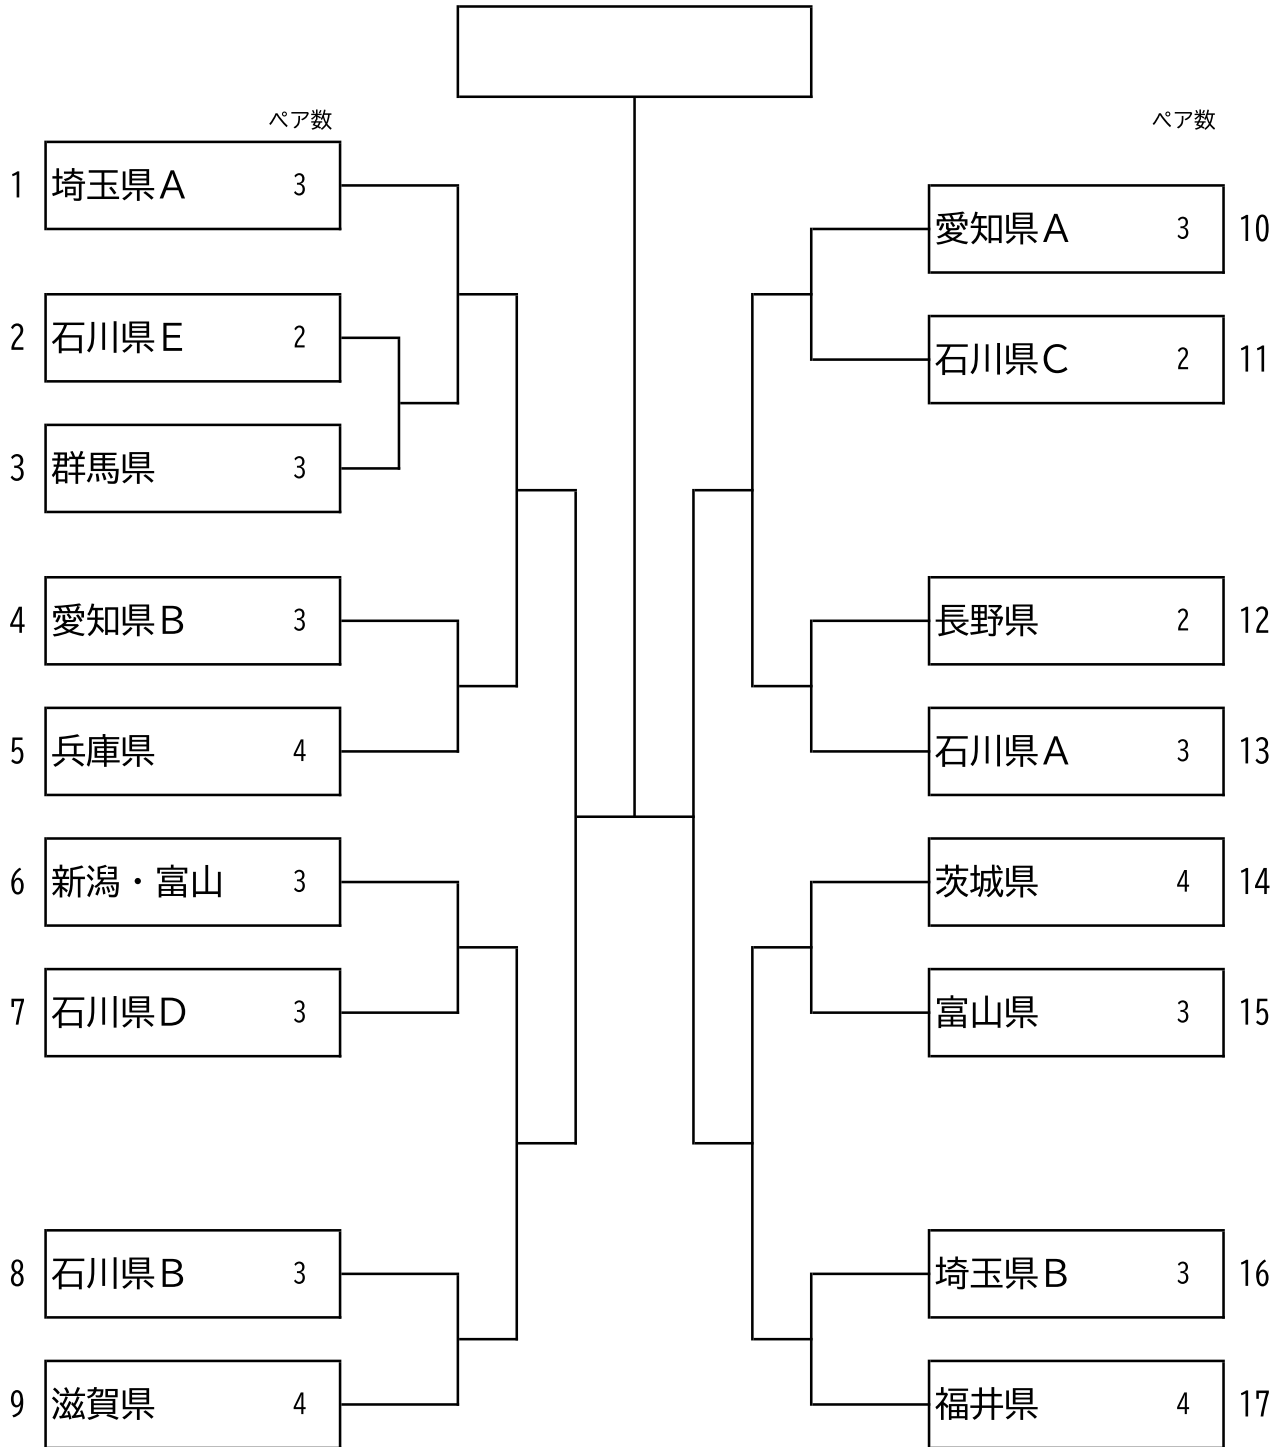 ペア数
1 埼玉県A 3
2 石川県E 2
3 群馬県 3
4 愛知県B 3
5 兵庫県 4
6 新潟・富山 3
7 石川県D 3
8 石川県B 3
9 滋賀県 4
ペア数
愛知県A 3 10
石川県C 2 11
長野県 2 12
石川県A 3 13
茨城県 4 14
富山県 3 15
埼玉県B 3 16
福井県 4 17